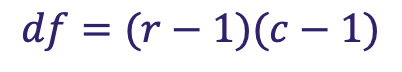 df = (r − 1)(c − 1)